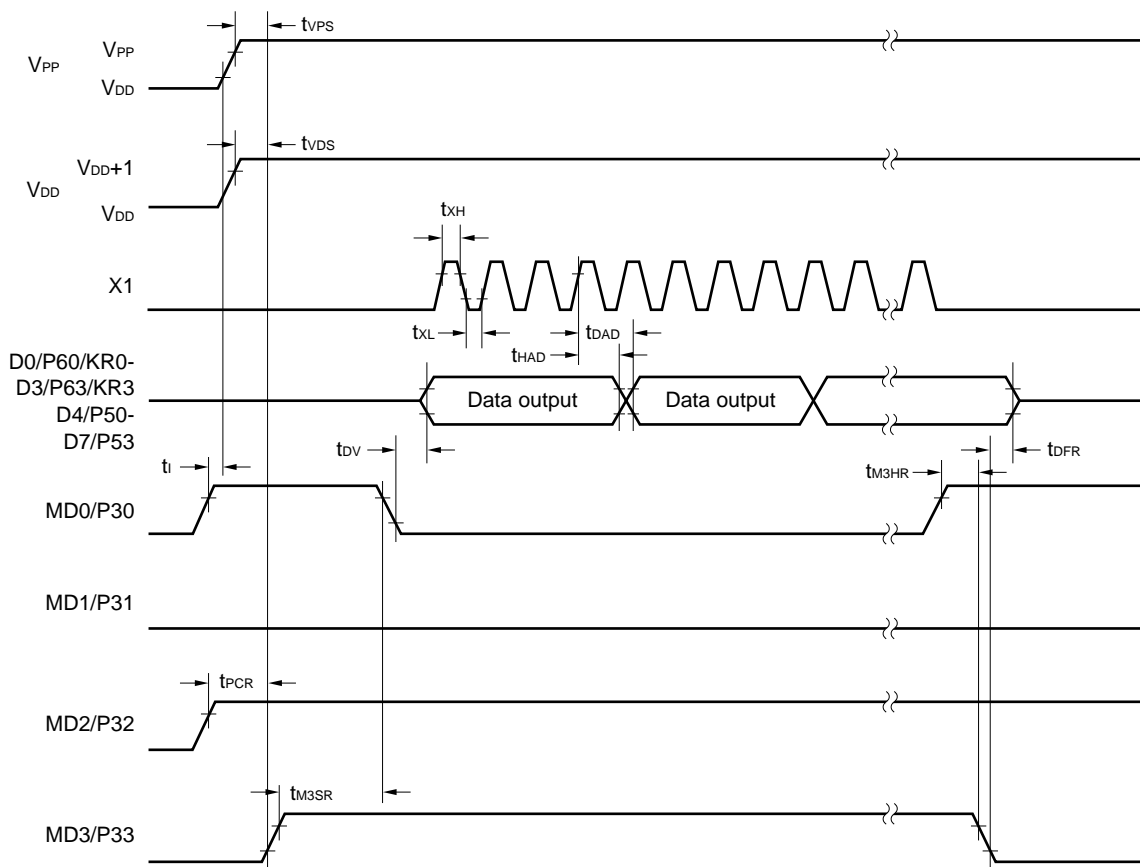 tVPS
VPP
VPP
VDD
tVDS
VDD+1
VDD
VDD
tXH
X1
tXL
tDAD
tHAD
D0/P60/KR0-
D3/P63/KR3
D4/P50-
D7/P53
Data output
Data output
tDV
tDFR
tI
tM3HR
MD0/P30
MD1/P31
tPCR
MD2/P32
tM3SR
MD3/P33